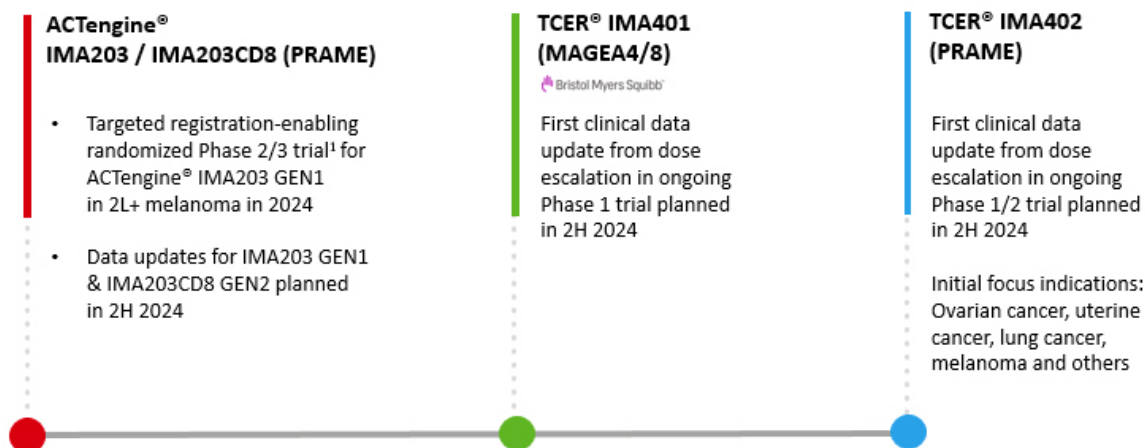 ACTengine®
IMA203 / IMA203CD8 (PRAME)
• Targeted registration-enabling
randomized Phase 2/3 trial¹ for
ACTengine® IMA203 GEN1
in 2L+ melanoma in 2024
• Data updates for IMA203 GEN1
& IMA203CD8 GEN2 planned
in 2H 2024
TCER® IMA401
(MAGEA4/8)
Bristol Myers Squibb™
First clinical data
update from dose
escalation in ongoing
Phase 1 trial planned
in 2H 2024
TCER® IMA402
(PRAME)
First clinical data
update from dose
escalation in ongoing
Phase 1/2 trial planned
in 2H 2024
Initial focus indications:
Ovarian cancer, uterine
cancer, lung cancer,
melanoma and others